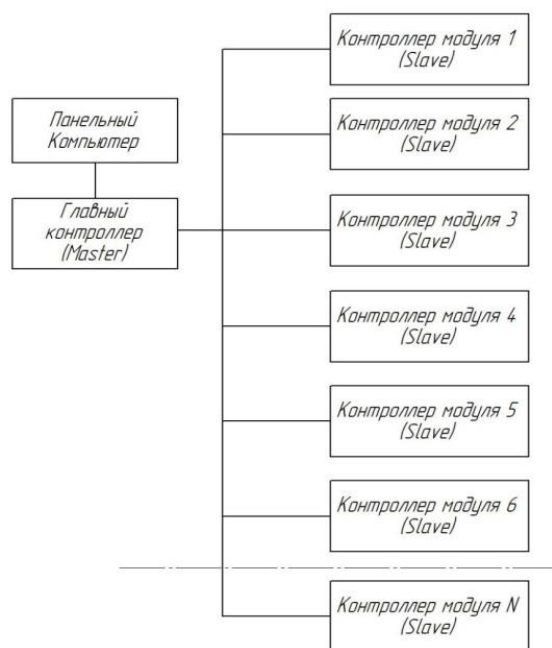 Панельный
Компьютер
Главный
контроллер
(Master)
Контроллер модуля 1
(Slave)
Контроллер модуля 2
(Slave)
Контроллер модуля 3
(Slave)
Контроллер модуля 4
(Slave)
Контроллер модуля 5
(Slave)
Контроллер модуля 6
(Slave)
Контроллер модуля N
(Slave)